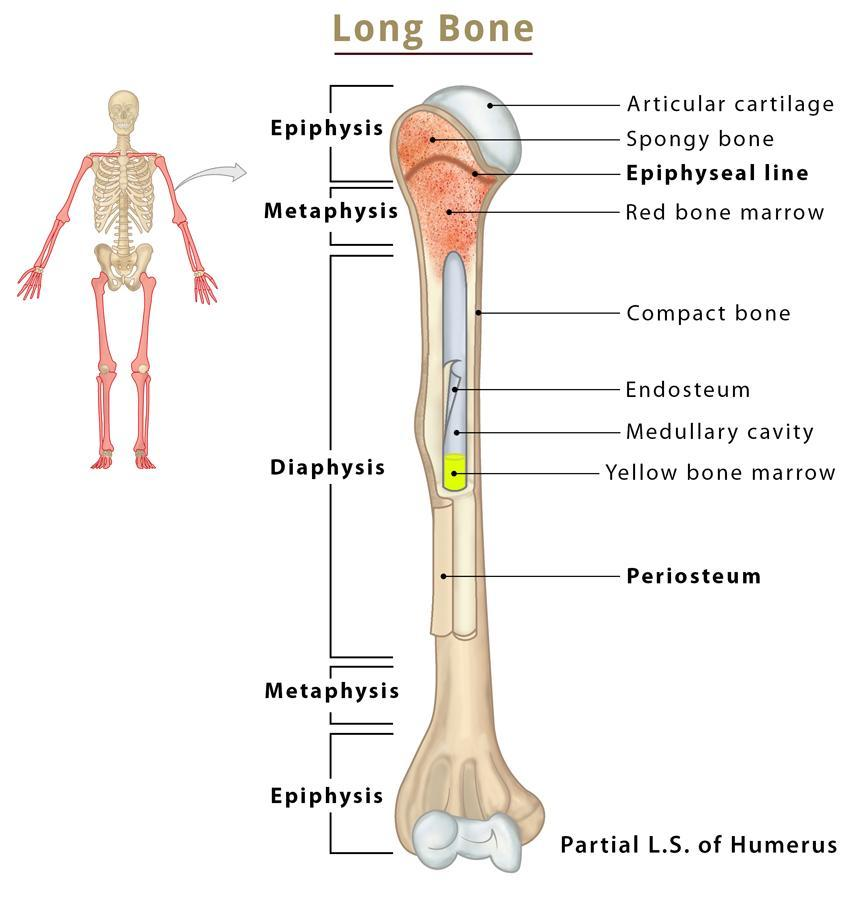 Long Bone
Epiphysis
Metaphysis
Diaphysis
Metaphysis
Epiphysis
Articular cartilage
Spongy bone
Epiphyseal line
Red bone marrow
Compact bone
Endosteum
Medullary cavity
Yellow bone marrow
Periosteum
Partial L.S. of Humerus